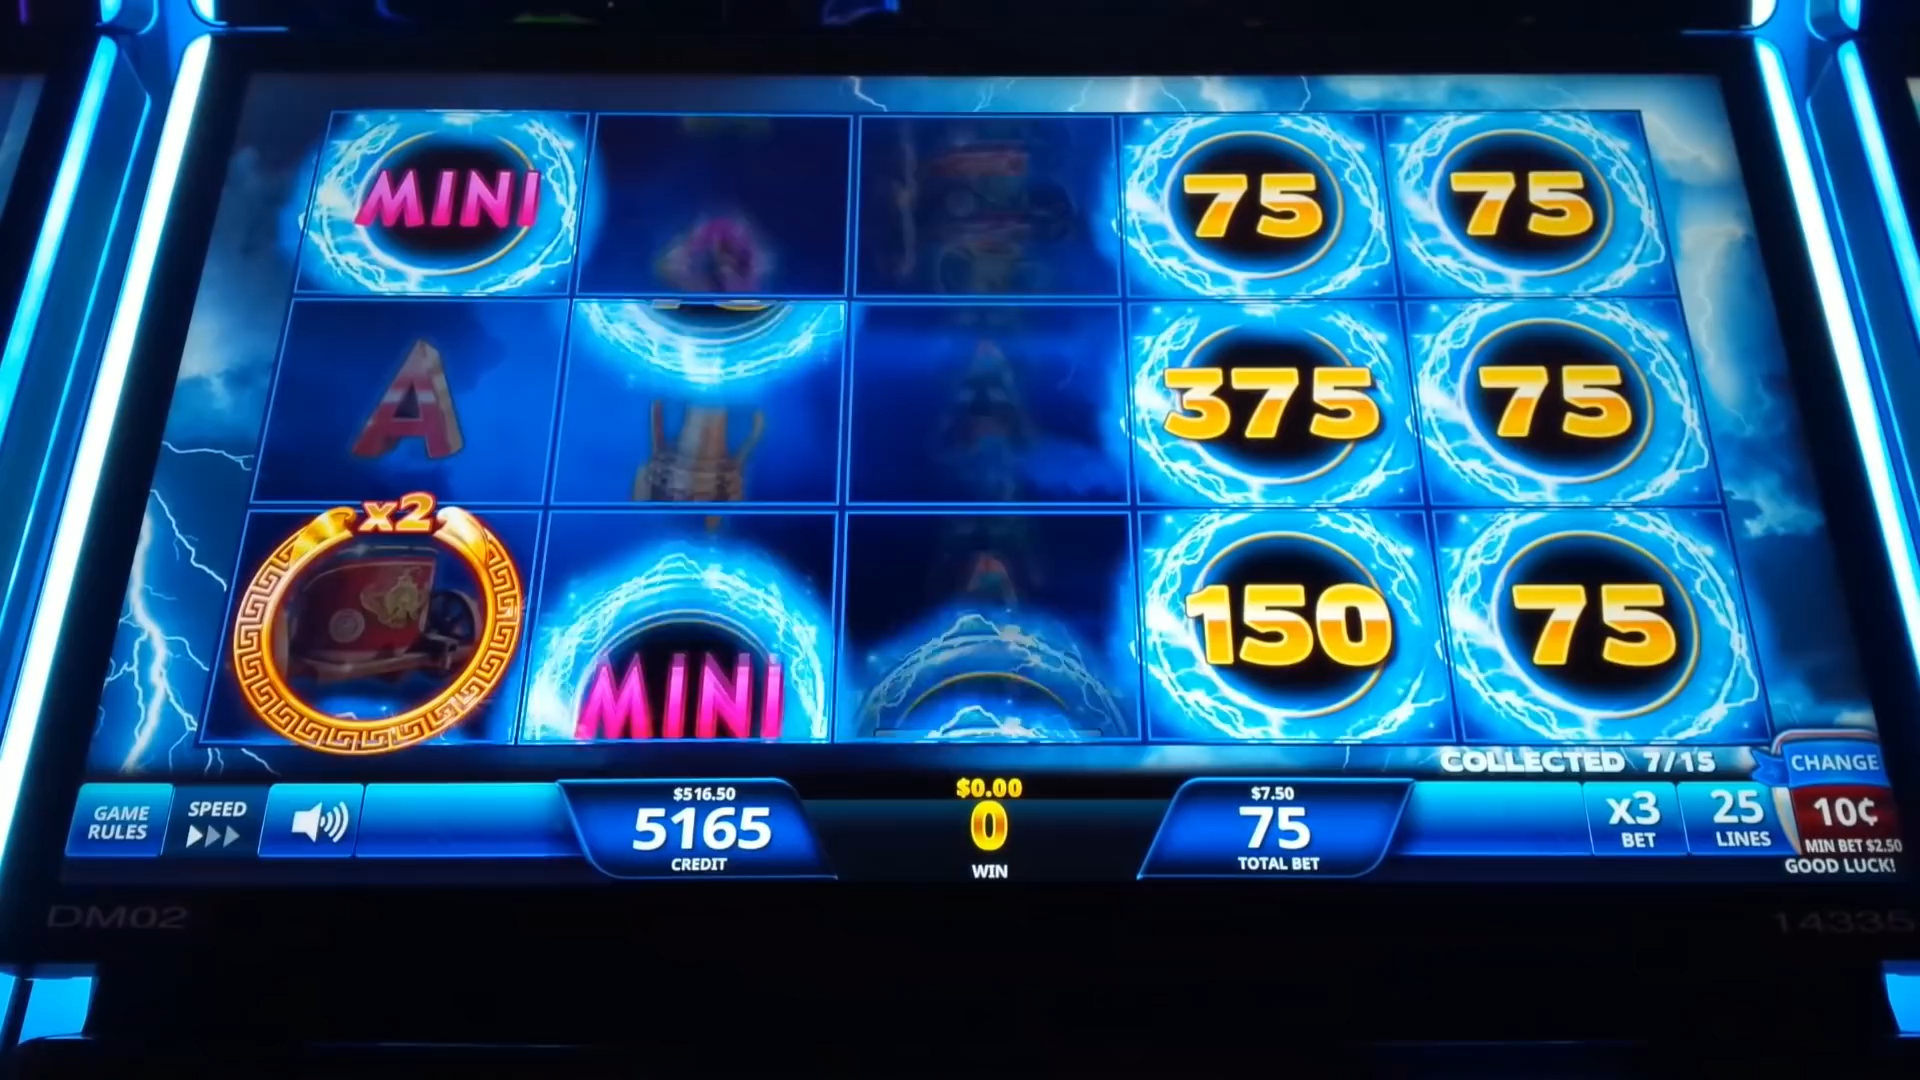 MINI
75
75
A
375
75
x2
MINI
150
75
COLLECTED 7/15
CHANGE
GAME RULES
SPEED
$516.50
5165
CREDIT
$0.00
0
WIN
$7.50
75
TOTAL BET
x3
BET
25
LINES
10¢
MIN BET $2.50
GOOD LUCK!
DM02
14335